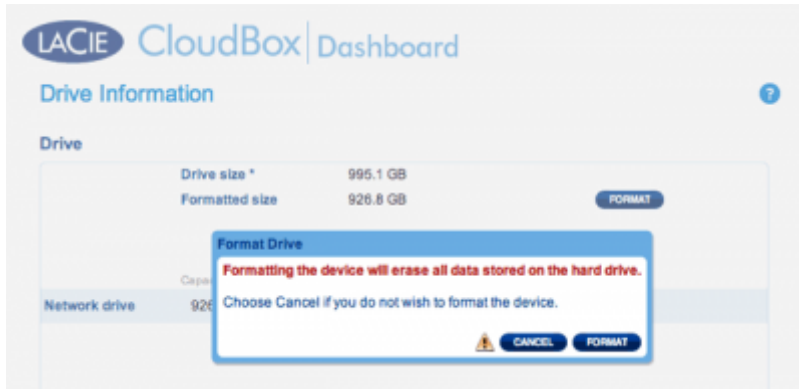 LACIE CloudBox Dashboard
Drive Information ?
Drive
Drive size * 995.1 GB
Formatted size 926.8 GB FORMAT
Format Drive
Formatting the device will erase all data stored on the hard drive.
Choose Cancel if you do not wish to format the device.
Network drive 926
CANCEL FORMAT